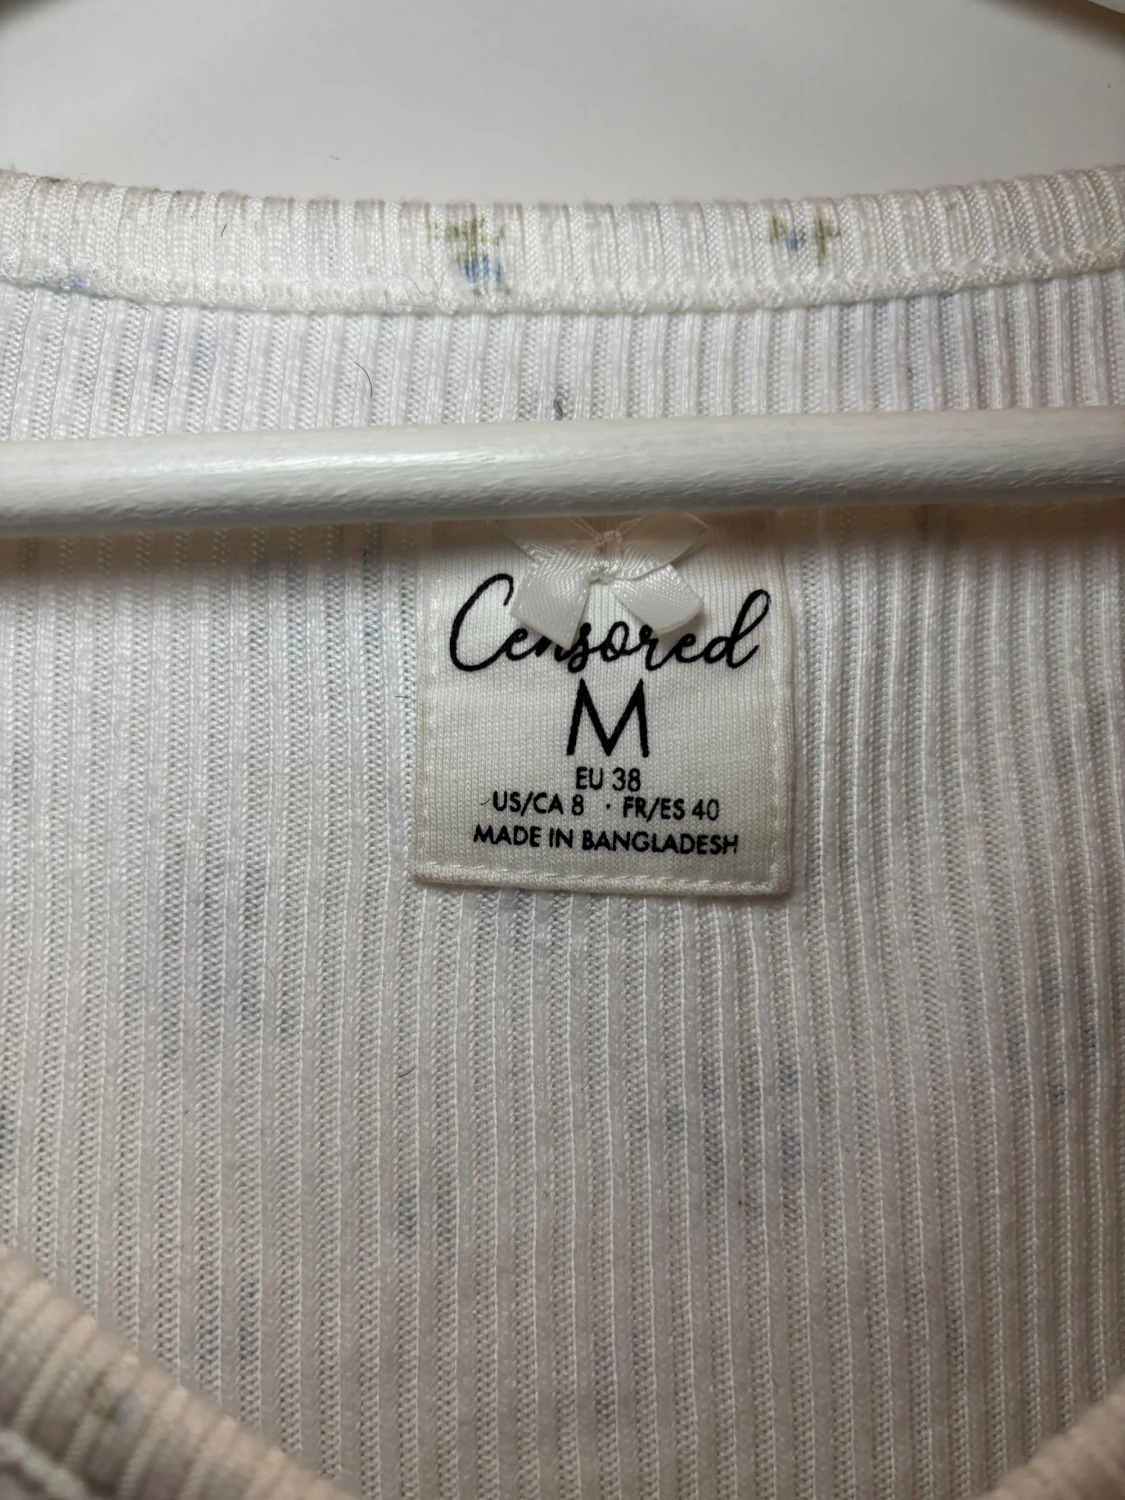 Censored
M
EU 38
US/CA 8 · FR/ES 40
MADE IN BANGLADESH